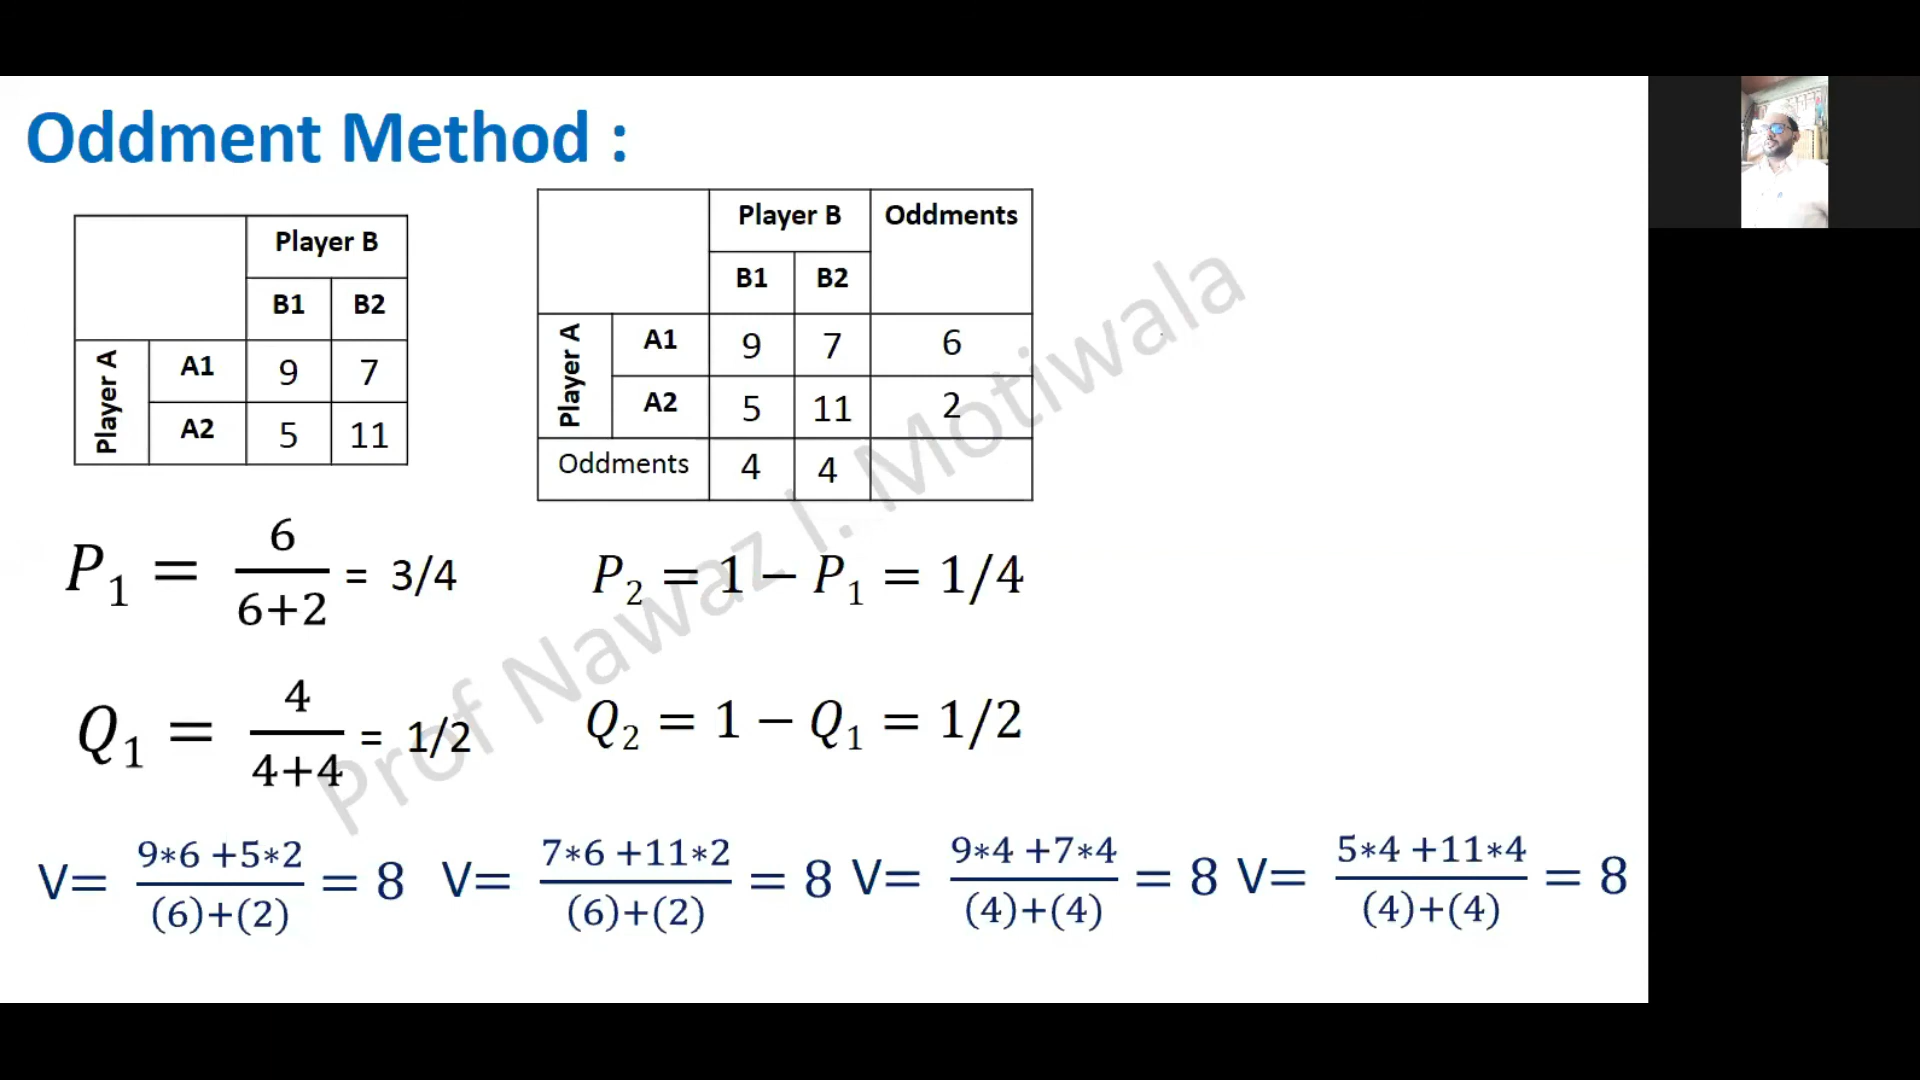 Oddment Method :
Player B
B1 B2
Player A
A1 9 7
A2 5 11
Player B Oddments
B1 B2
Player A
A1 9 7 6
A2 5 11 2
Oddments 4 4
P₁ = 6/(6+2) = 3/4
P₂ = 1 − P₁ = 1/4
Q₁ = 4/(4+4) = 1/2
Q₂ = 1 − Q₁ = 1/2
V= (9*6 +5*2)/((6)+(2)) = 8
V= (7*6 +11*2)/((6)+(2)) = 8
V= (9*4 +7*4)/((4)+(4)) = 8
V= (5*4 +11*4)/((4)+(4)) = 8
Prof Nawaz I. Motiwala